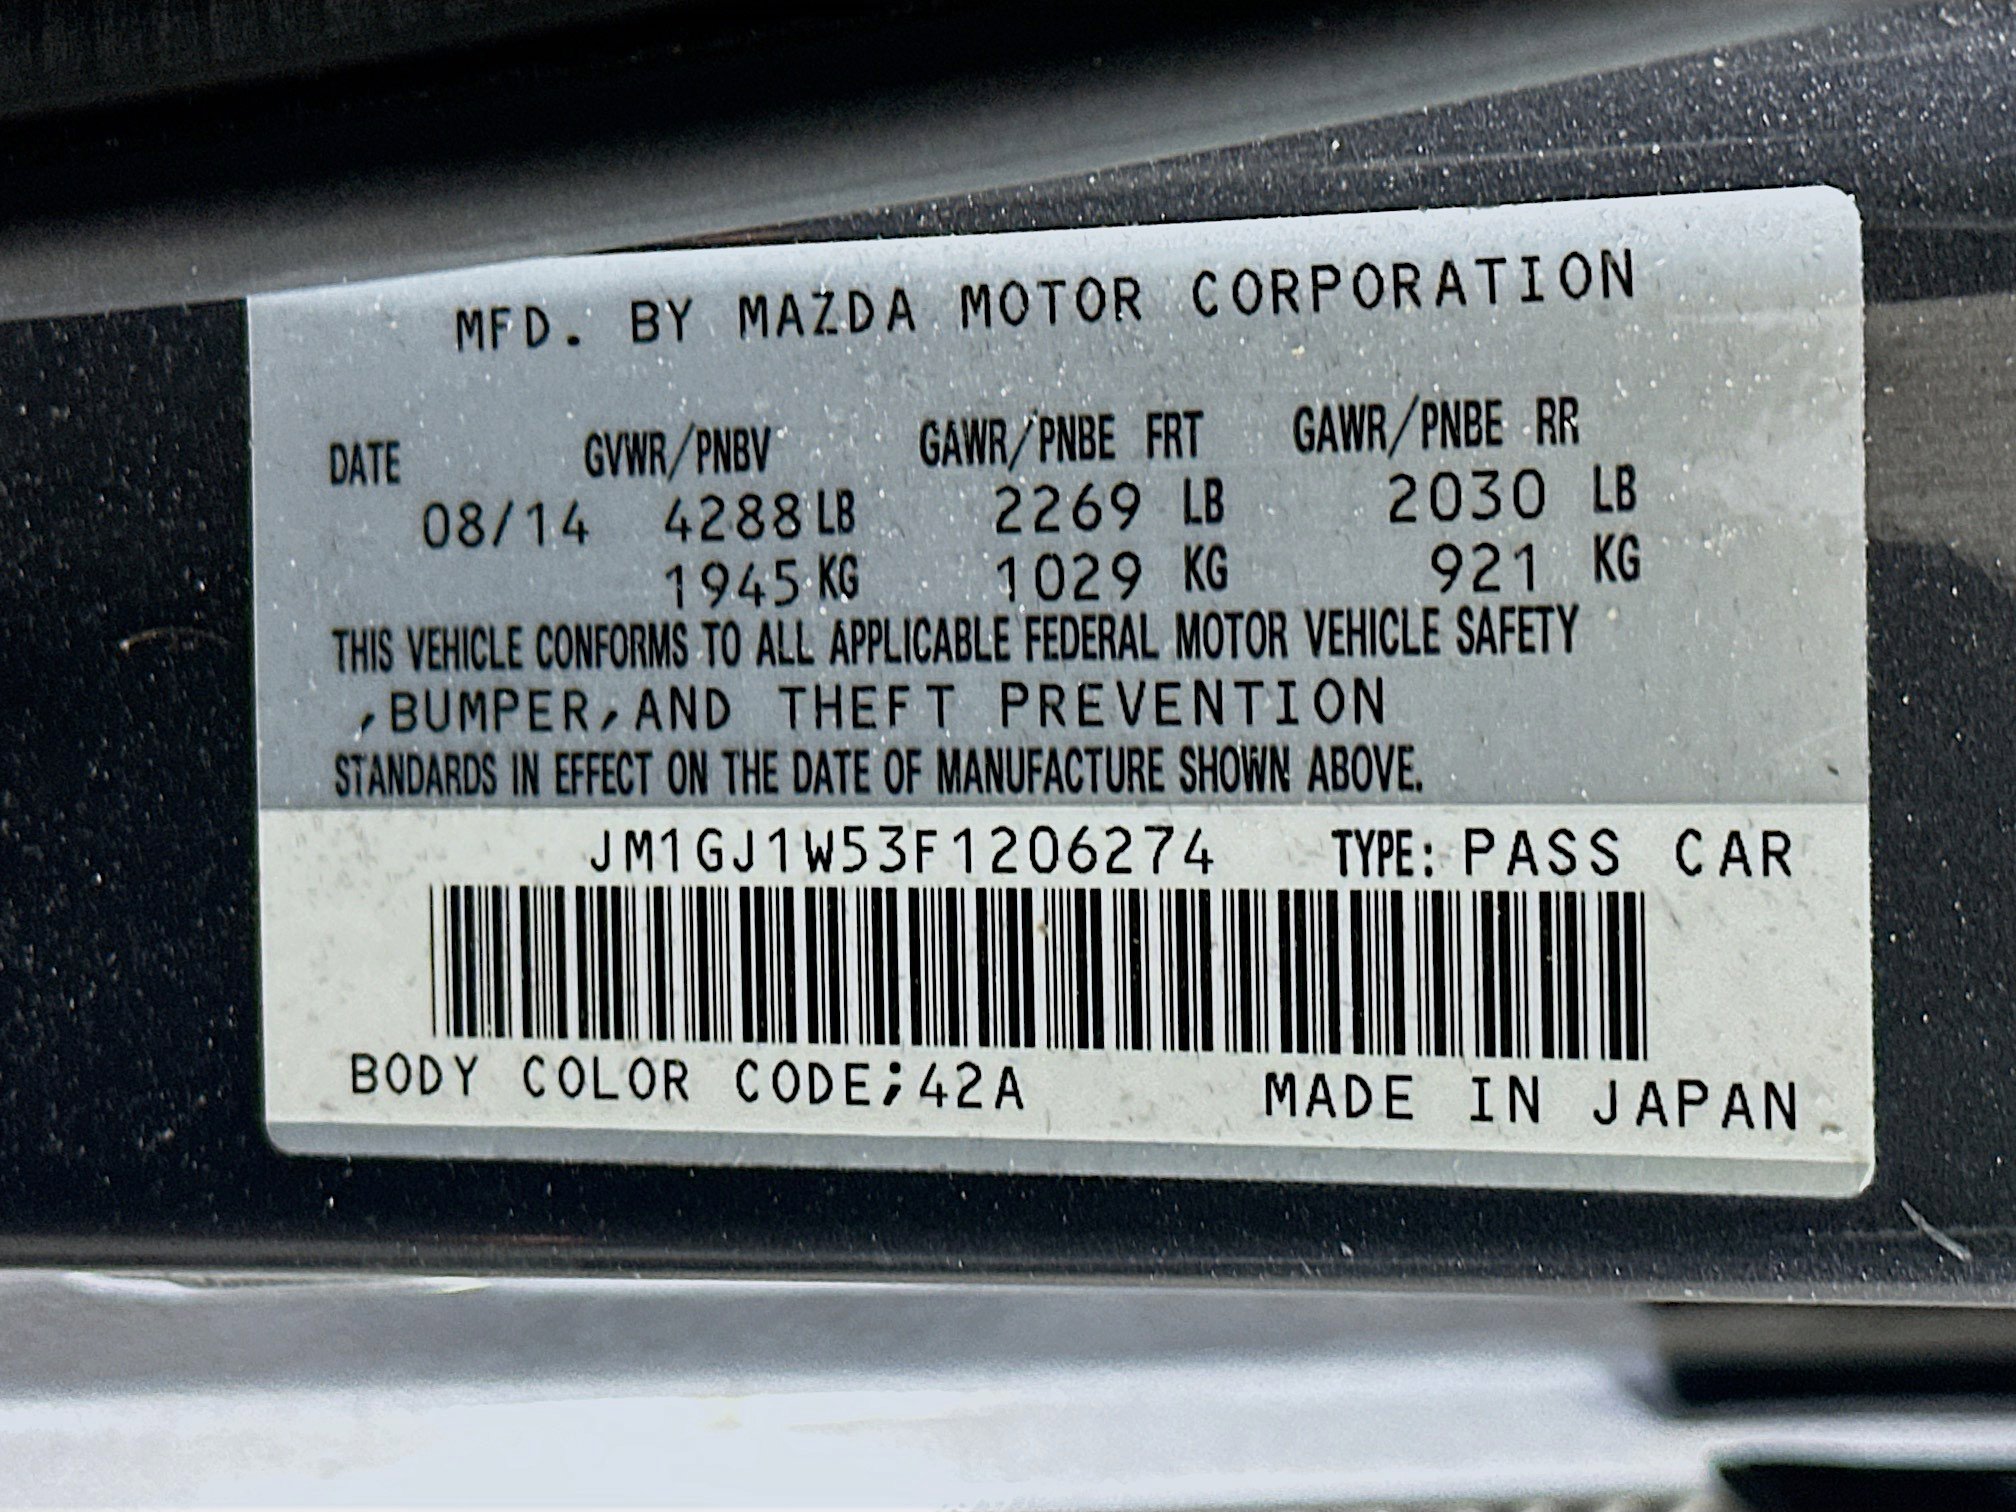 MFD. BY MAZDA MOTOR CORPORATION
DATE GVWR/PNBV GAWR/PNBE FRT GAWR/PNBE RR
08/14 4288 LB 2269 LB 2030 LB
1945 KG 1029 KG 921 KG
THIS VEHICLE CONFORMS TO ALL APPLICABLE FEDERAL MOTOR VEHICLE SAFETY
,BUMPER,AND THEFT PREVENTION
STANDARDS IN EFFECT ON THE DATE OF MANUFACTURE SHOWN ABOVE.
JM1GJ1W53F1206274 TYPE: PASS CAR
BODY COLOR CODE;42A MADE IN JAPAN